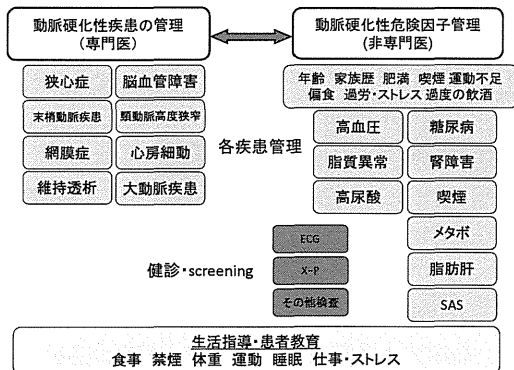 動脈硬化性疾患の管理
（専門医）
動脈硬化性危険因子管理
(非専門医)
狭心症
脳血管障害
末梢動脈疾患
頸動脈高度狭窄
網膜症
心房細動
維持透析
大動脈疾患
各疾患管理
年齢 家族歴 肥満 喫煙 運動不足
偏食 過労・ストレス 過度の飲酒
高血圧
糖尿病
脂質異常
腎障害
高尿酸
喫煙
メタボ
脂肪肝
SAS
健診・screening
ECG
X-P
その他検査
生活指導・患者教育
食事 禁煙 体重 運動 睡眠 仕事・ストレス